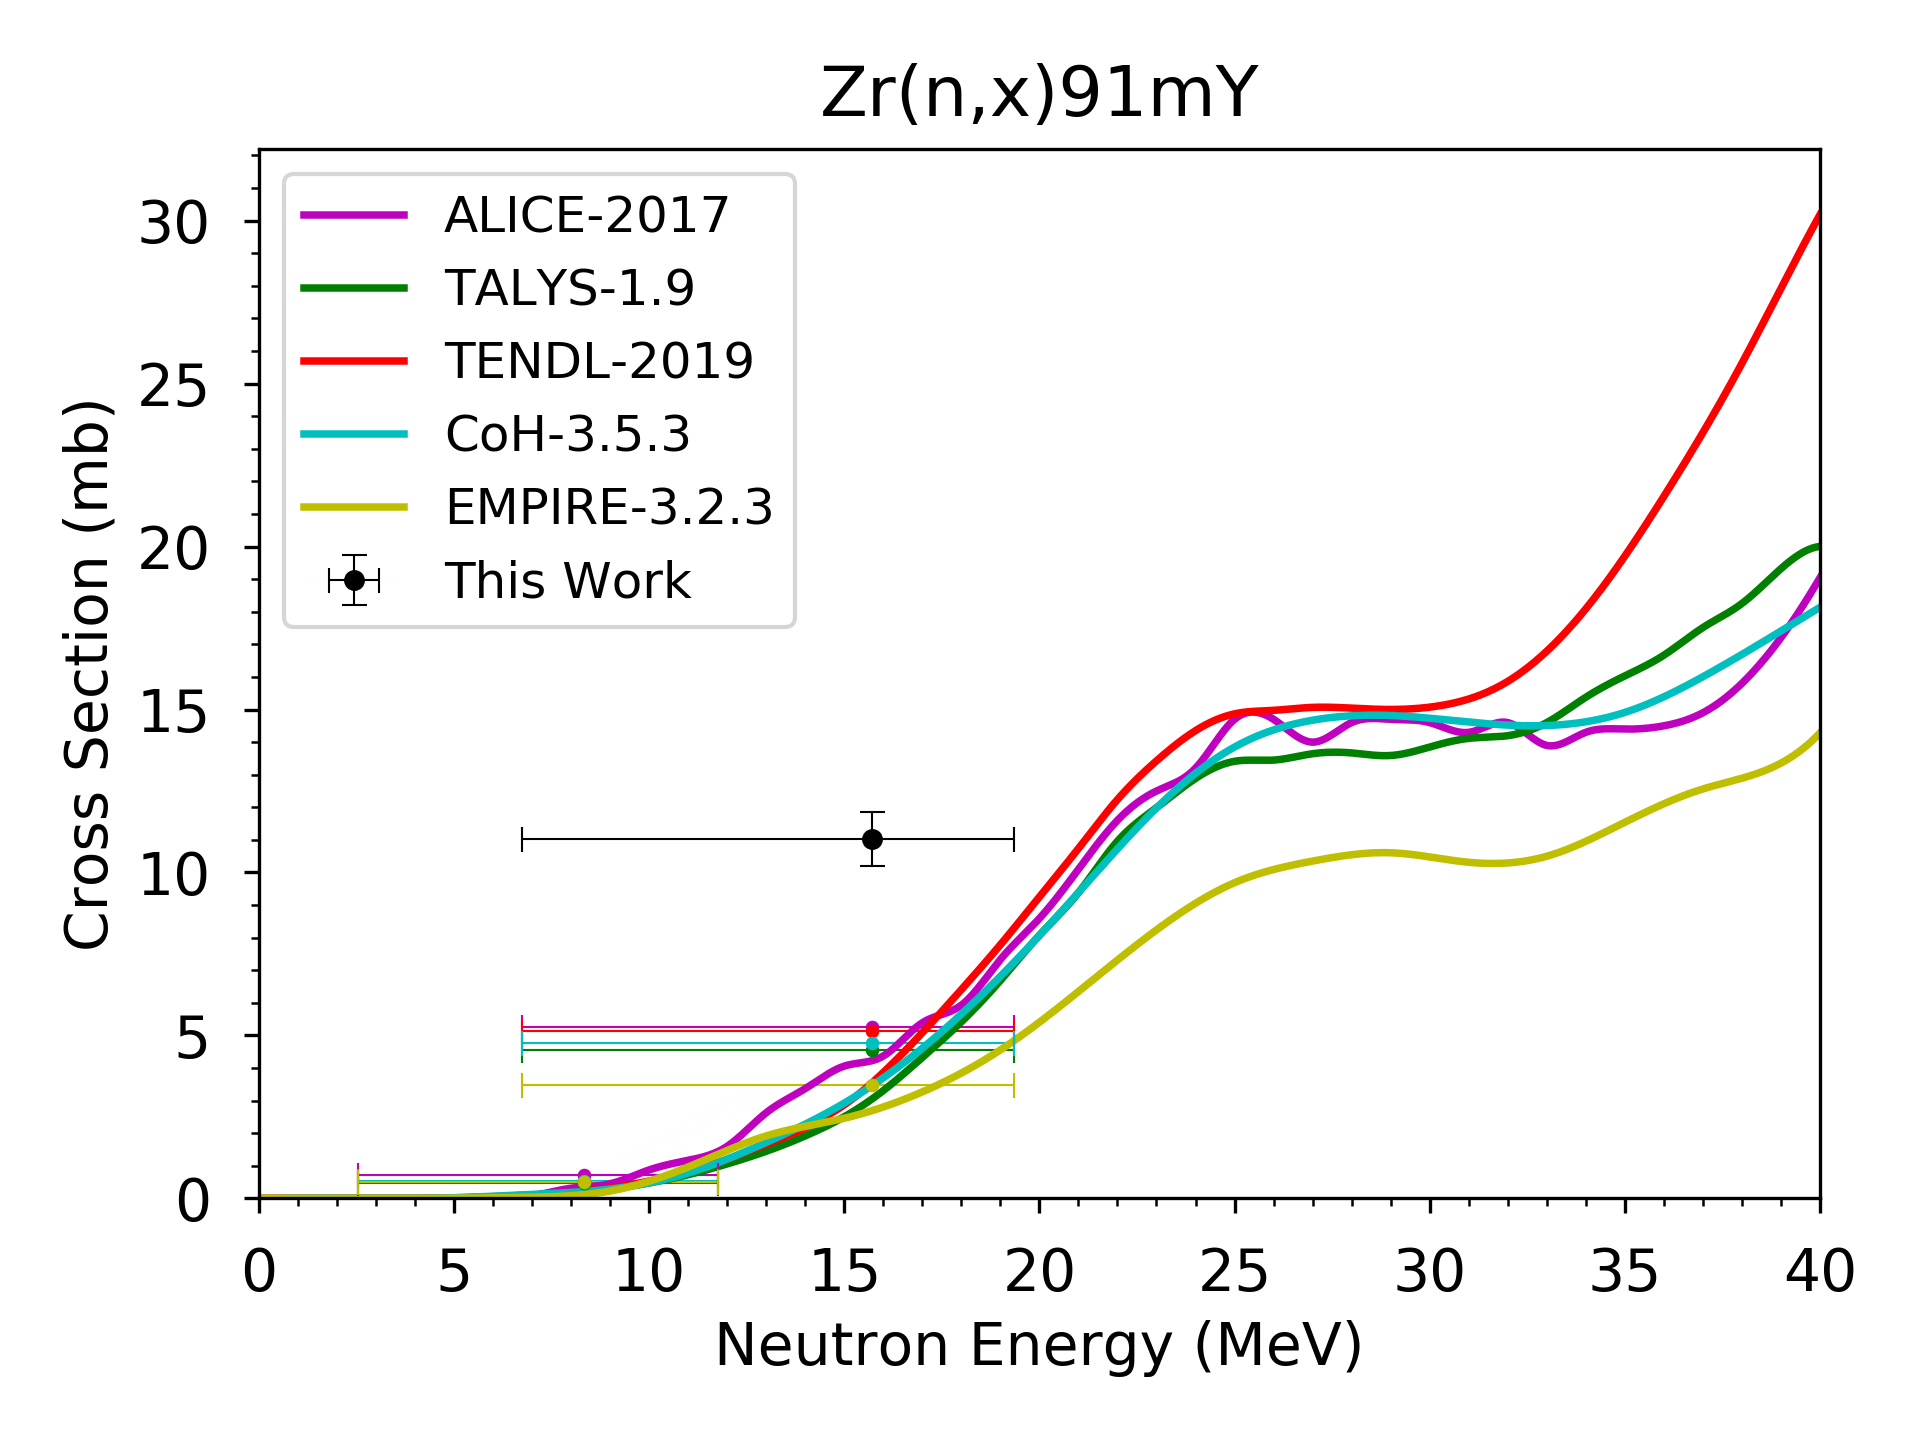 Zr(n,x)91mY
ALICE-2017
TALYS-1.9
TENDL-2019
CoH-3.5.3
EMPIRE-3.2.3
This Work
Cross Section (mb)
30
25
20
15
10
5
0
0 5 10 15 20 25 30 35 40
Neutron Energy (MeV)